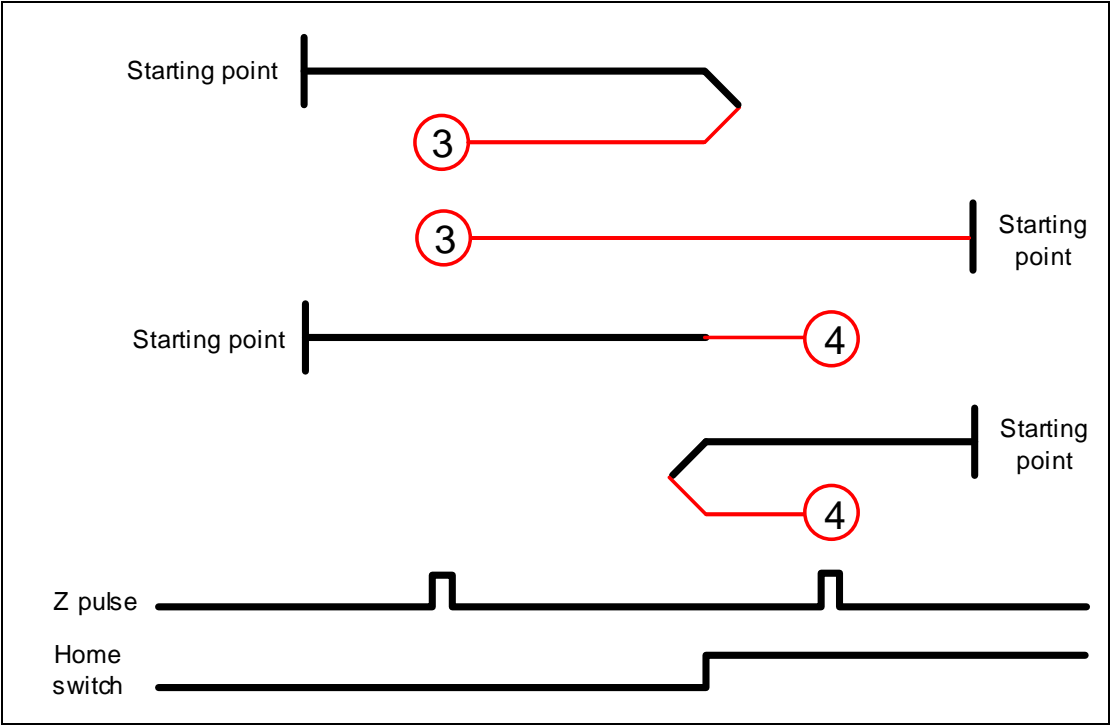 Starting point
3
3
Starting
point
Starting point
4
Starting
point
4
Z pulse
Home
switch